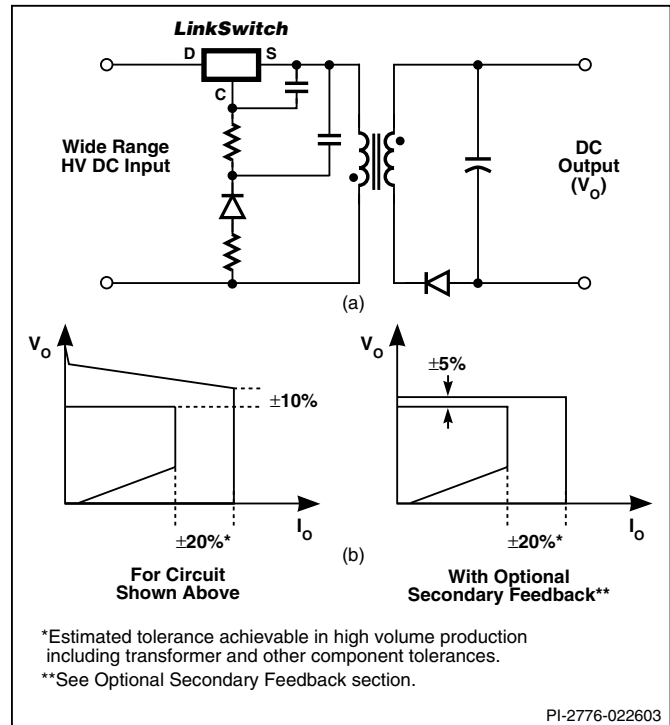 LinkSwitch
D
S
C
Wide Range
HV DC Input
DC
Output
(VO)
(a)
VO
±10%
IO
±20%*
For Circuit
Shown Above
(b)
VO
±5%
IO
±20%*
With Optional
Secondary Feedback**
*Estimated tolerance achievable in high volume production
including transformer and other component tolerances.
**See Optional Secondary Feedback section.
PI-2776-022603